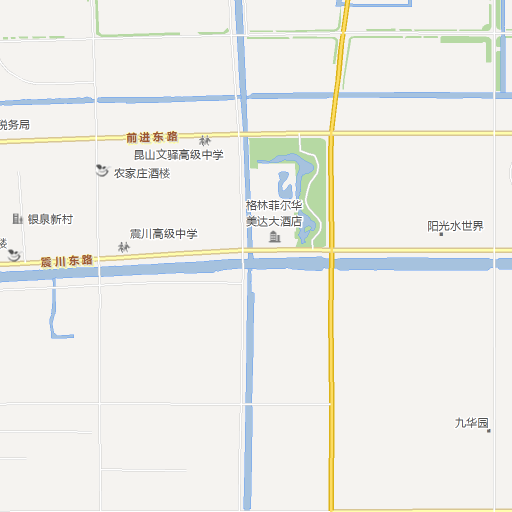 税务局
前进东路
昆山文驿高级中学
农家庄酒楼
格林菲尔华
美达大酒店
银泉新村
震川高级中学
阳光水世界
楼
震川东路
九华园